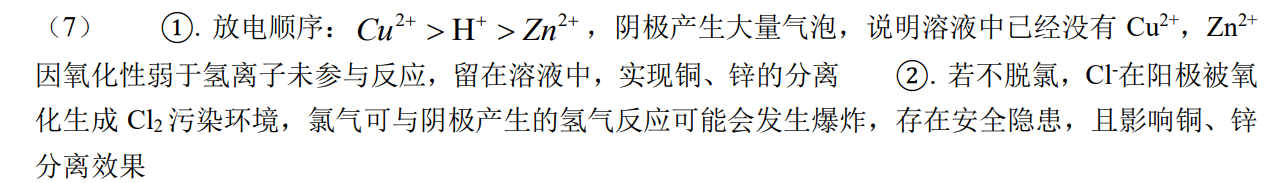 （7） ①. 放电顺序：Cu²⁺ > H⁺ > Zn²⁺，阴极产生大量气泡，说明溶液中已经没有 Cu²⁺，Zn²⁺
因氧化性弱于氢离子未参与反应，留在溶液中，实现铜、锌的分离 ②. 若不脱氯，Cl⁻在阳极被氧
化生成 Cl₂ 污染环境，氯气可与阴极产生的氢气反应可能会发生爆炸，存在安全隐患，且影响铜、锌
分离效果